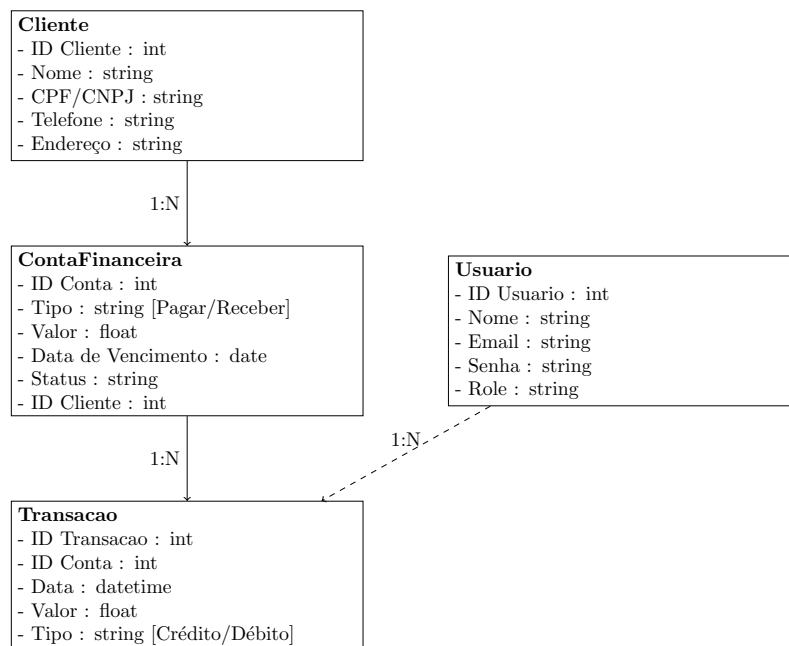 Cliente
- ID Cliente : int
- Nome : string
- CPF/CNPJ : string
- Telefone : string
- Endereço : string
1:N
ContaFinanceira
- ID Conta : int
- Tipo : string [Pagar/Receber]
- Valor : float
- Data de Vencimento : date
- Status : string
- ID Cliente : int
Usuario
- ID Usuario : int
- Nome : string
- Email : string
- Senha : string
- Role : string
1:N
1:N
Transacao
- ID Transacao : int
- ID Conta : int
- Data : datetime
- Valor : float
- Tipo : string [Crédito/Débito]